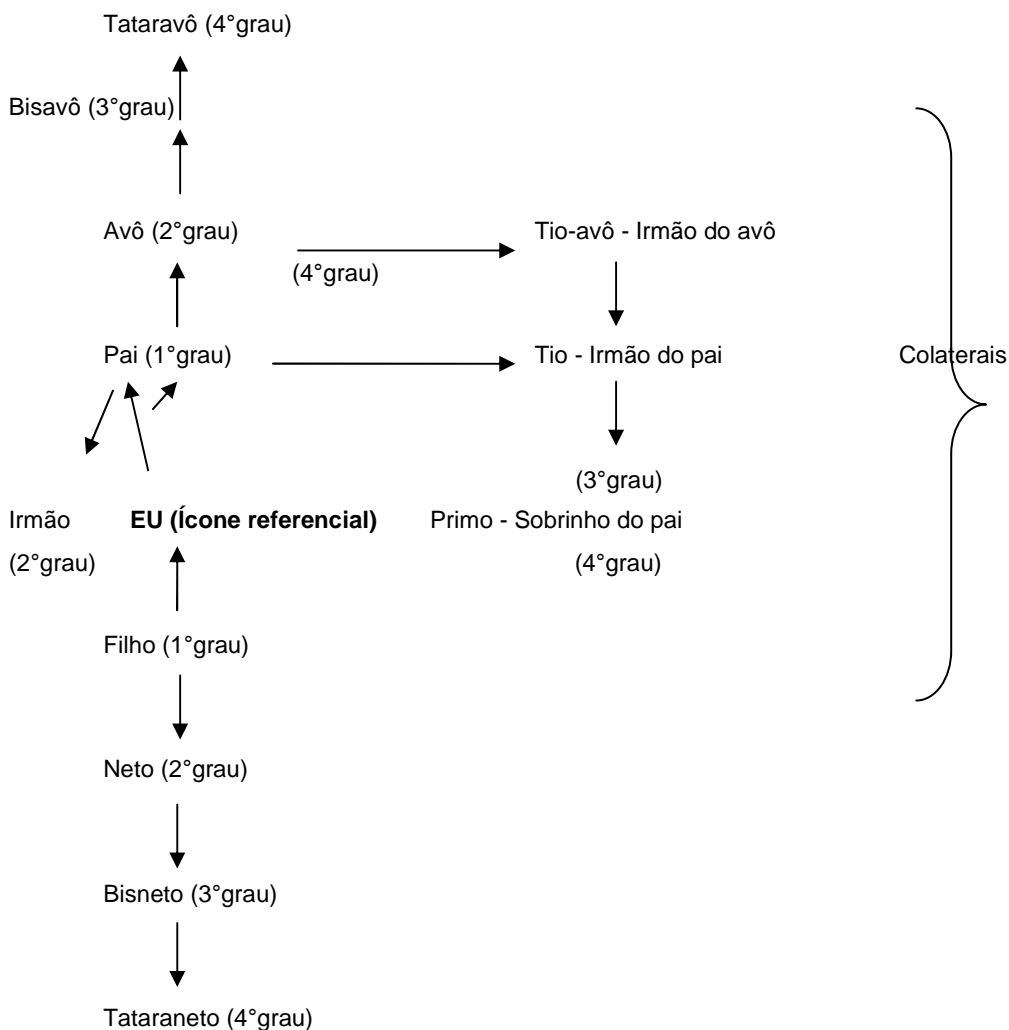 Tataravô (4°grau)
Bisavô (3°grau)
Avô (2°grau) Tio-avô - Irmão do avô
(4°grau)
Pai (1°grau) Tio - Irmão do pai Colaterais
(3°grau)
Irmão EU (Ícone referencial) Primo - Sobrinho do pai
(2°grau) (4°grau)
Filho (1°grau)
Neto (2°grau)
Bisneto (3°grau)
Tataraneto (4°grau)